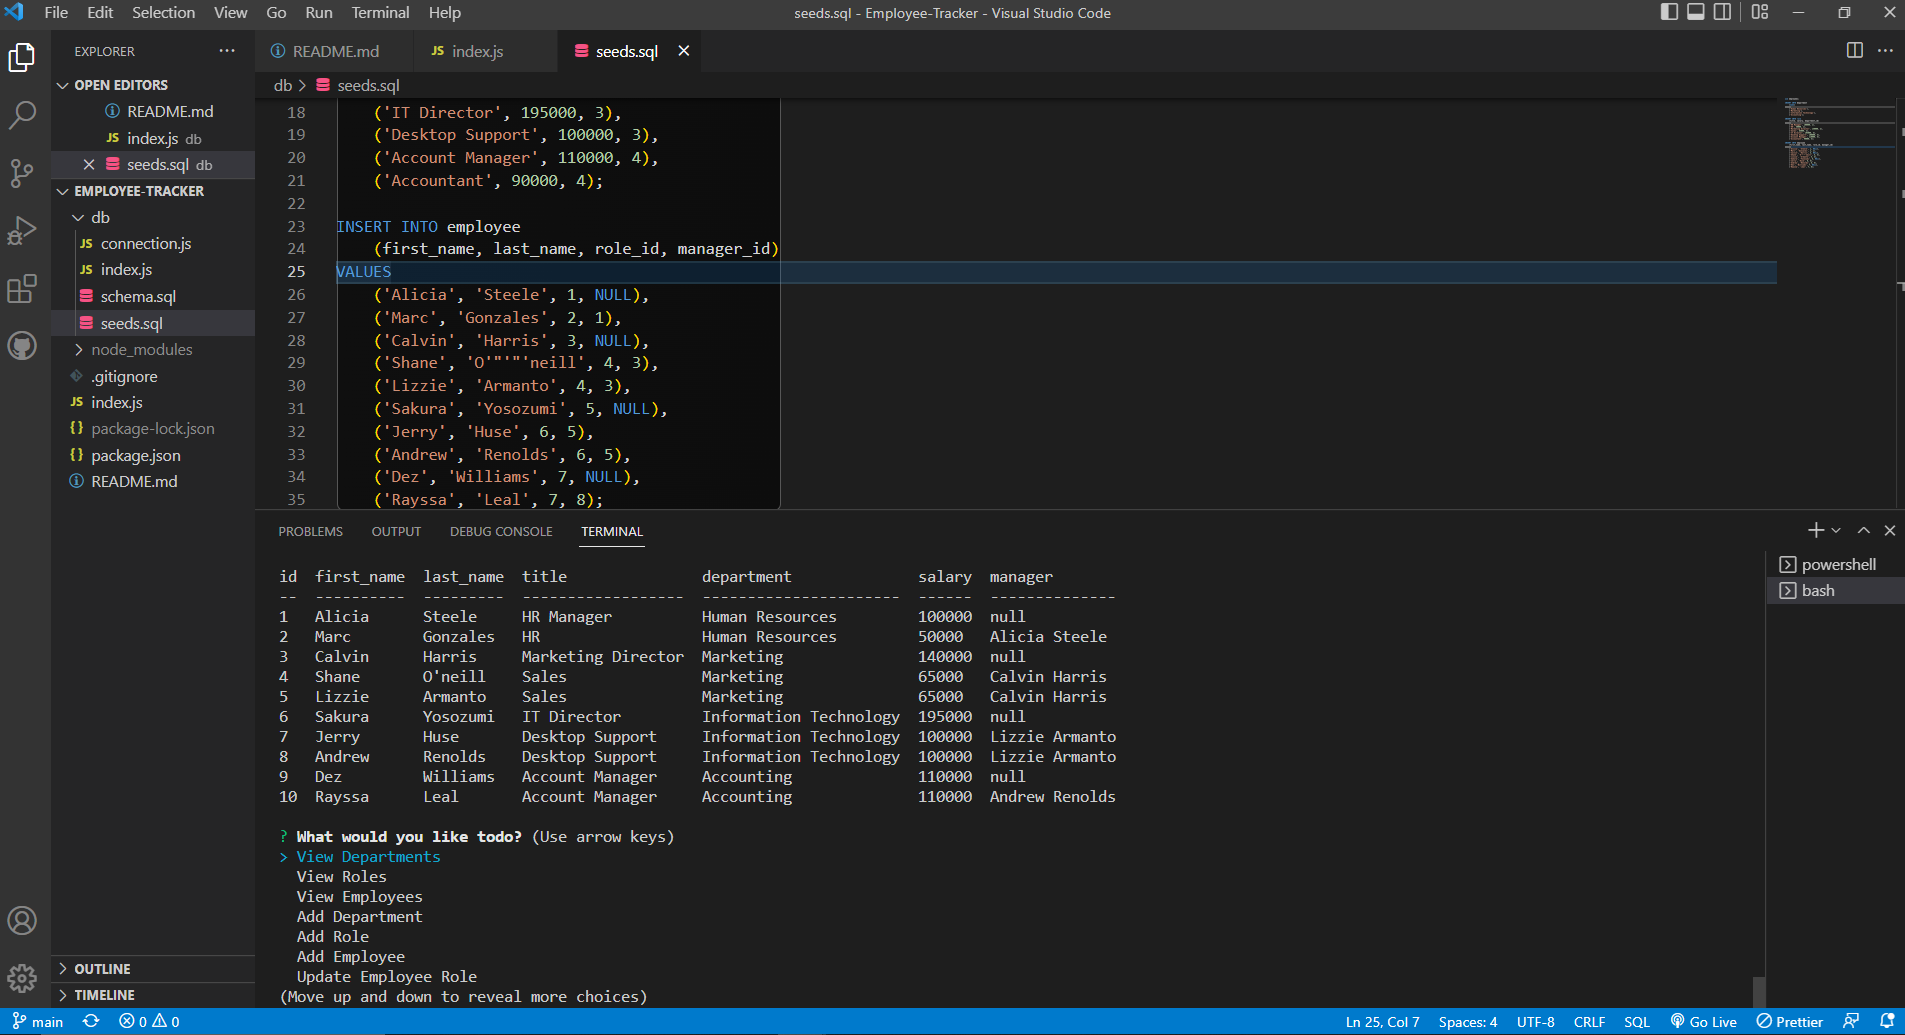 File Edit Selection View Go Run Terminal Help
seeds.sql - Employee-Tracker - Visual Studio Code
EXPLORER
OPEN EDITORS
README.md
index.js db
seeds.sql db
EMPLOYEE-TRACKER
db
connection.js
index.js
schema.sql
seeds.sql
node_modules
.gitignore
index.js
package-lock.json
package.json
README.md
OUTLINE
TIMELINE
README.md
index.js
seeds.sql
db > seeds.sql
18 ('IT Director', 195000, 3),
19 ('Desktop Support', 100000, 3),
20 ('Account Manager', 110000, 4),
21 ('Accountant', 90000, 4);
22
23 INSERT INTO employee
24 (first_name, last_name, role_id, manager_id)
25 VALUES
26 ('Alicia', 'Steele', 1, NULL),
27 ('Marc', 'Gonzales', 2, 1),
28 ('Calvin', 'Harris', 3, NULL),
29 ('Shane', 'O'"'"'neill', 4, 3),
30 ('Lizzie', 'Armanto', 4, 3),
31 ('Sakura', 'Yosozumi', 5, NULL),
32 ('Jerry', 'Huse', 6, 5),
33 ('Andrew', 'Renolds', 6, 5),
34 ('Dez', 'Williams', 7, NULL),
35 ('Rayssa', 'Leal', 7, 8);
PROBLEMS OUTPUT DEBUG CONSOLE TERMINAL
id first_name last_name title department salary manager
-- ---------- --------- ------------------ ---------------------- ------ --------------
1 Alicia Steele HR Manager Human Resources 100000 null
2 Marc Gonzales HR Human Resources 50000 Alicia Steele
3 Calvin Harris Marketing Director Marketing 140000 null
4 Shane O'neill Sales Marketing 65000 Calvin Harris
5 Lizzie Armanto Sales Marketing 65000 Calvin Harris
6 Sakura Yosozumi IT Director Information Technology 195000 null
7 Jerry Huse Desktop Support Information Technology 100000 Lizzie Armanto
8 Andrew Renolds Desktop Support Information Technology 100000 Lizzie Armanto
9 Dez Williams Account Manager Accounting 110000 null
10 Rayssa Leal Account Manager Accounting 110000 Andrew Renolds
? What would you like todo? (Use arrow keys)
> View Departments
View Roles
View Employees
Add Department
Add Role
Add Employee
Update Employee Role
(Move up and down to reveal more choices)
powershell
bash
main 0 0 Ln 25, Col 7 Spaces: 4 UTF-8 CRLF SQL Go Live Prettier